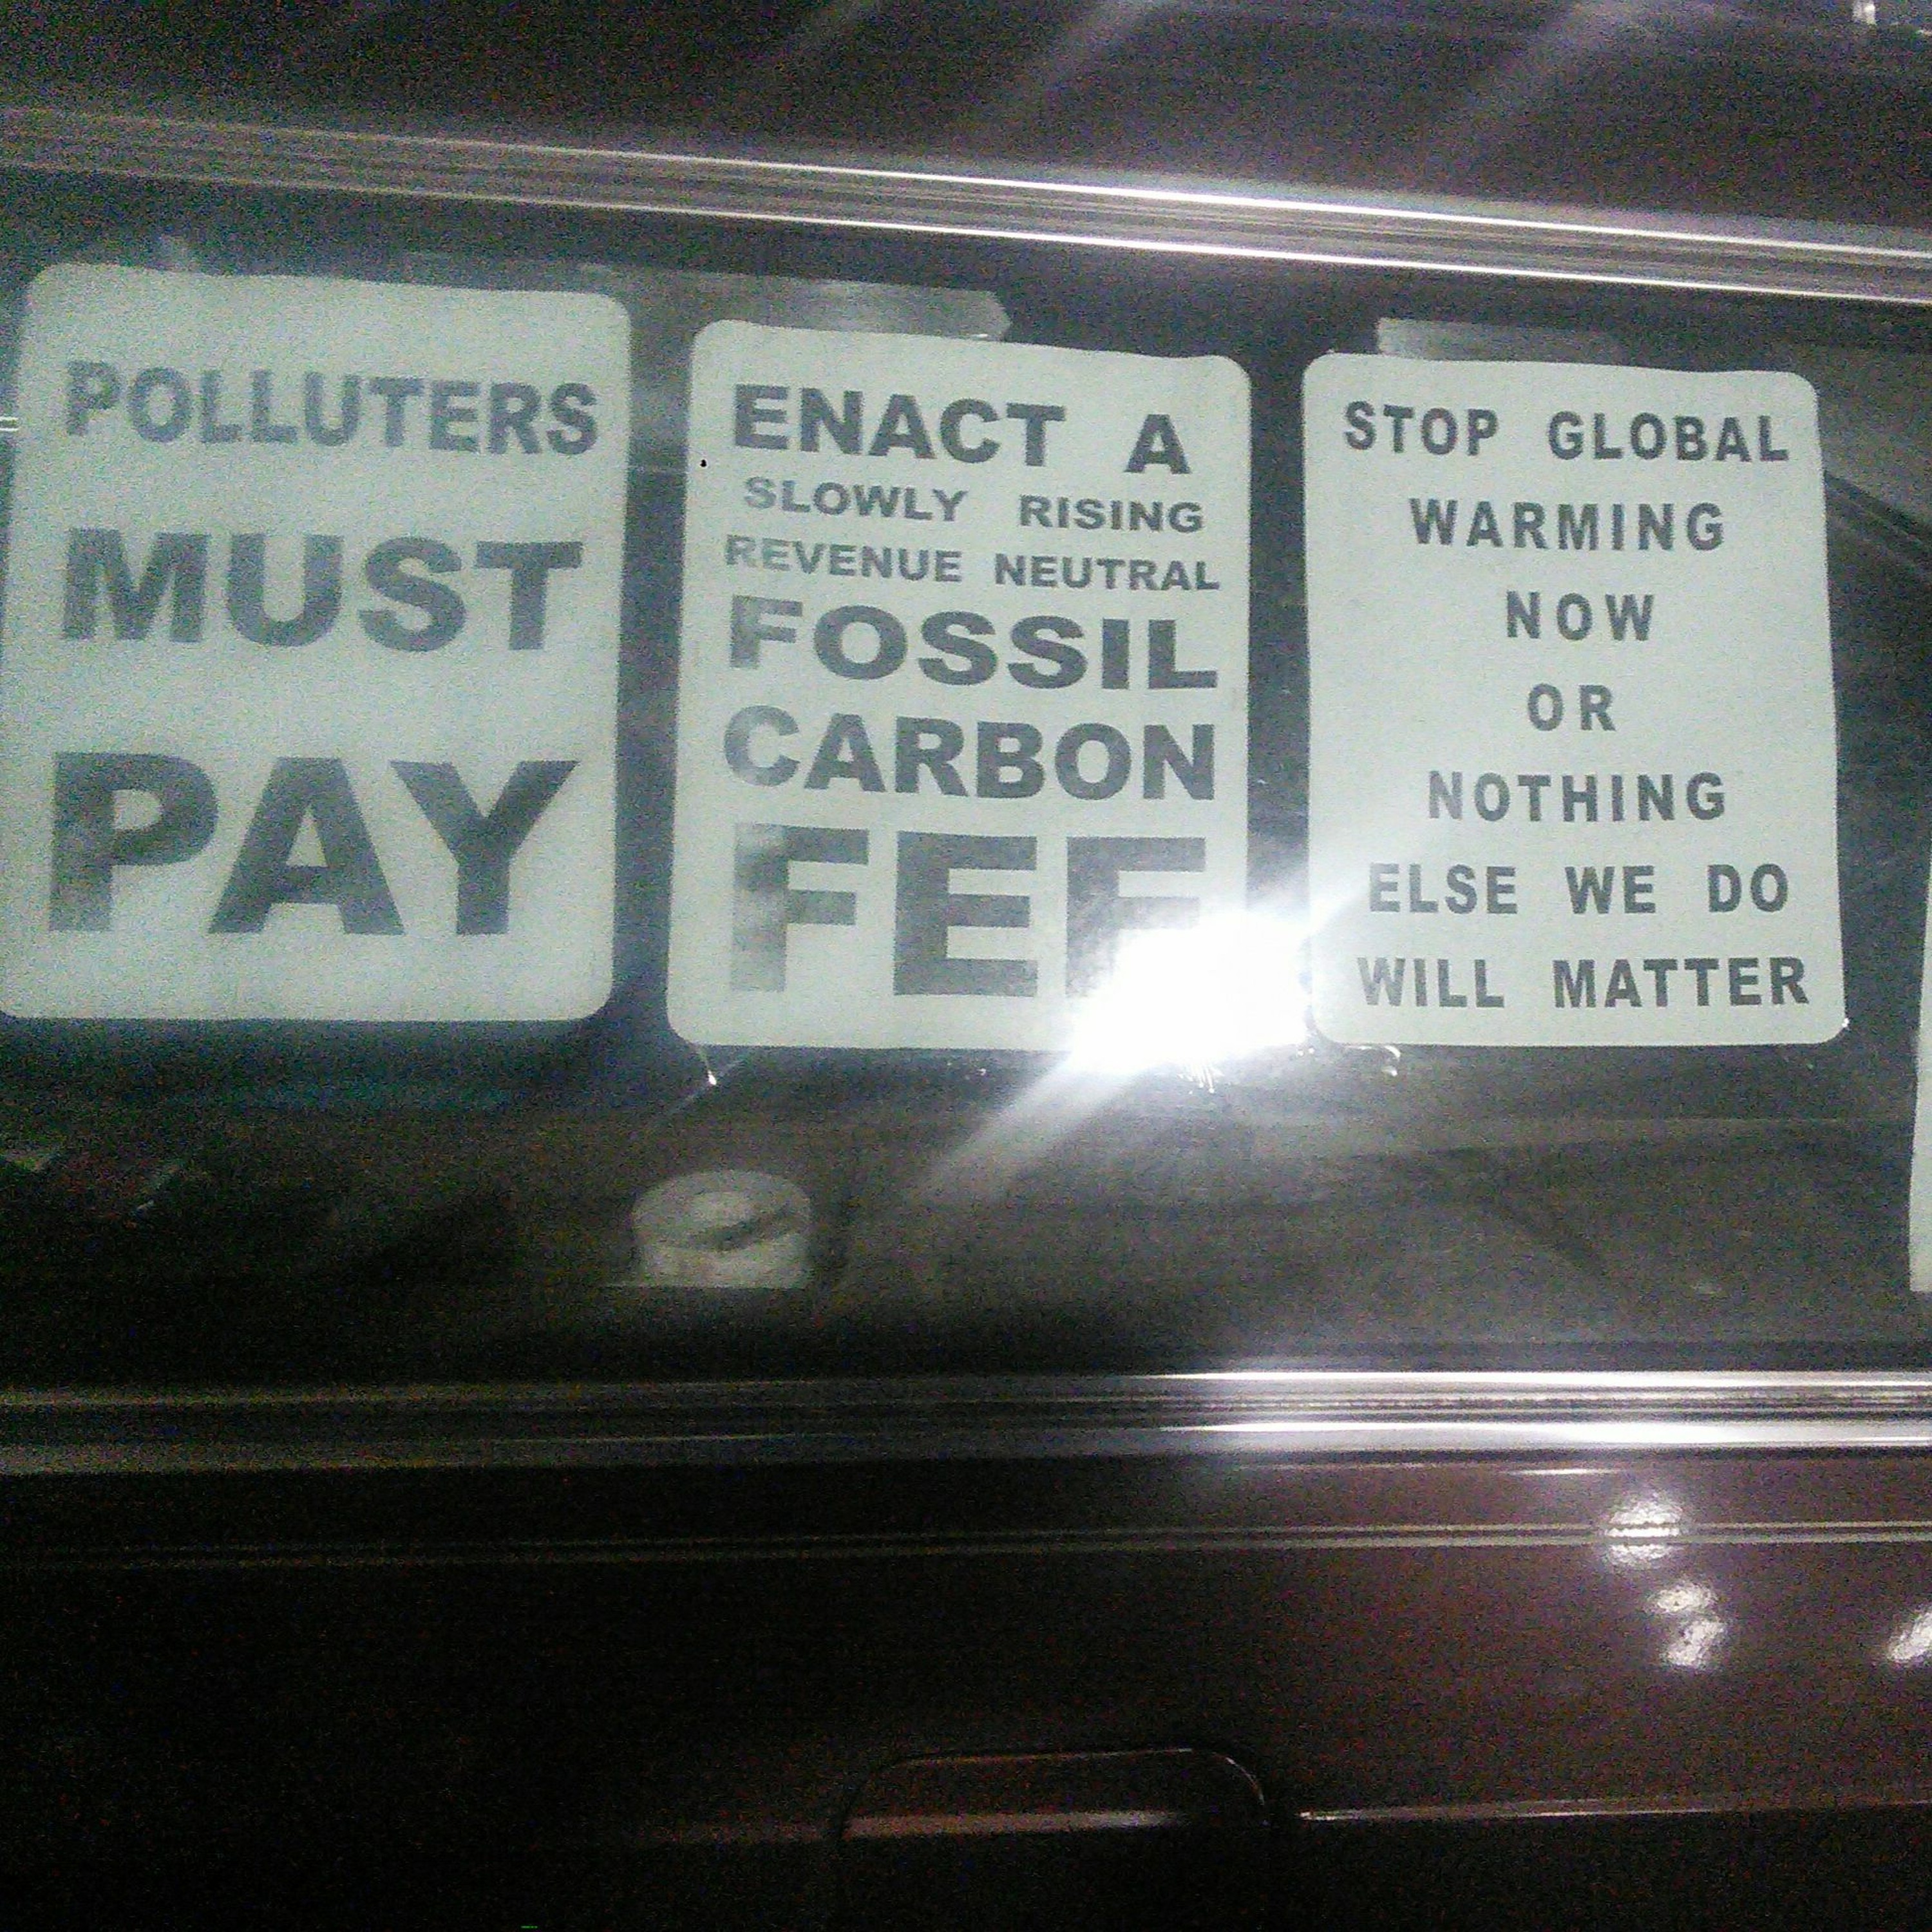 POLLUTERS
MUST
PAY
ENACT A
SLOWLY RISING
REVENUE NEUTRAL
FOSSIL
CARBON
FEE
STOP GLOBAL
WARMING
NOW
OR
NOTHING
ELSE WE DO
WILL MATTER